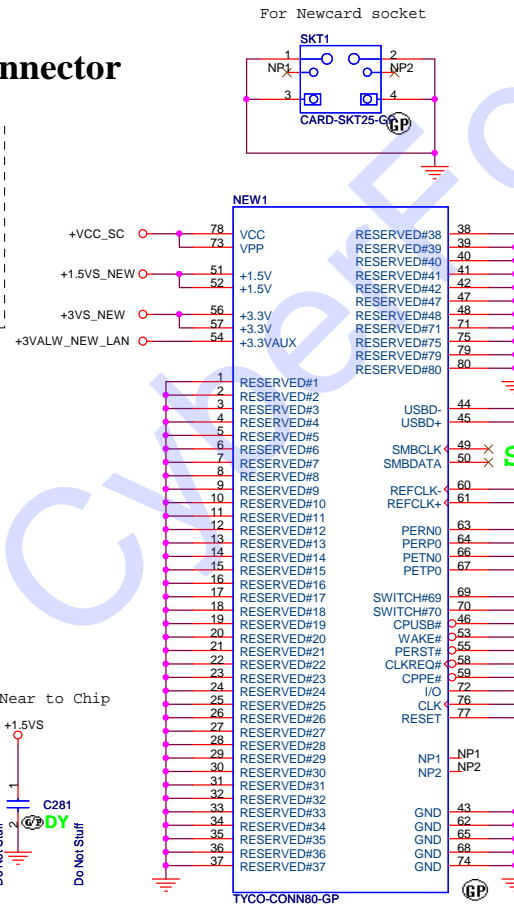 For Newcard socket
SKT1
1 2
NP1 NP2
3 4
CARD-SKT25-GP
GP
nnector
NEW1
+VCC_SC 78 VCC RESERVED#38 38
73 VPP RESERVED#39 39
RESERVED#40 40
+1.5VS_NEW 51 +1.5V RESERVED#41 41
52 +1.5V RESERVED#42 42
RESERVED#47 47
+3VS_NEW 56 +3.3V RESERVED#48 48
57 +3.3V RESERVED#71 71
+3VALW_NEW_LAN 54 +3.3VAUX RESERVED#75 75
RESERVED#79 79
RESERVED#80 80
1 RESERVED#1
2 RESERVED#2
3 RESERVED#3 USBD- 44
4 RESERVED#4 USBD+ 45
5 RESERVED#5
6 RESERVED#6 SMBCLK 49
7 RESERVED#7 SMBDATA 50
S
8 RESERVED#8
9 RESERVED#9 REFCLK- 60
10 RESERVED#10 REFCLK+ 61
11 RESERVED#11
12 RESERVED#12 PERN0 63
13 RESERVED#13 PERP0 64
14 RESERVED#14 PETN0 66
15 RESERVED#15 PETP0 67
16 RESERVED#16
17 RESERVED#17 SWITCH#69 69
18 RESERVED#18 SWITCH#70 70
19 RESERVED#19 CPUSB# 46
20 RESERVED#20 WAKE# 53
21 RESERVED#21 PERST# 55
22 RESERVED#22 CLKREQ# 58
23 RESERVED#23 CPPE# 59
24 RESERVED#24 I/O 72
25 RESERVED#25 CLK 76
26 RESERVED#26 RESET 77
27 RESERVED#27
28 RESERVED#28
29 RESERVED#29 NP1 NP1
30 RESERVED#30 NP2 NP2
31 RESERVED#31
32 RESERVED#32
33 RESERVED#33 GND 43
34 RESERVED#34 GND 62
35 RESERVED#35 GND 65
36 RESERVED#36 GND 68
37 RESERVED#37 GND 74
TYCO-CONN80-GP
GP
Near to Chip
+1.5VS
1
C281
2 GP DY
Do Not Stuff
Do Not Stuff
CyberFo